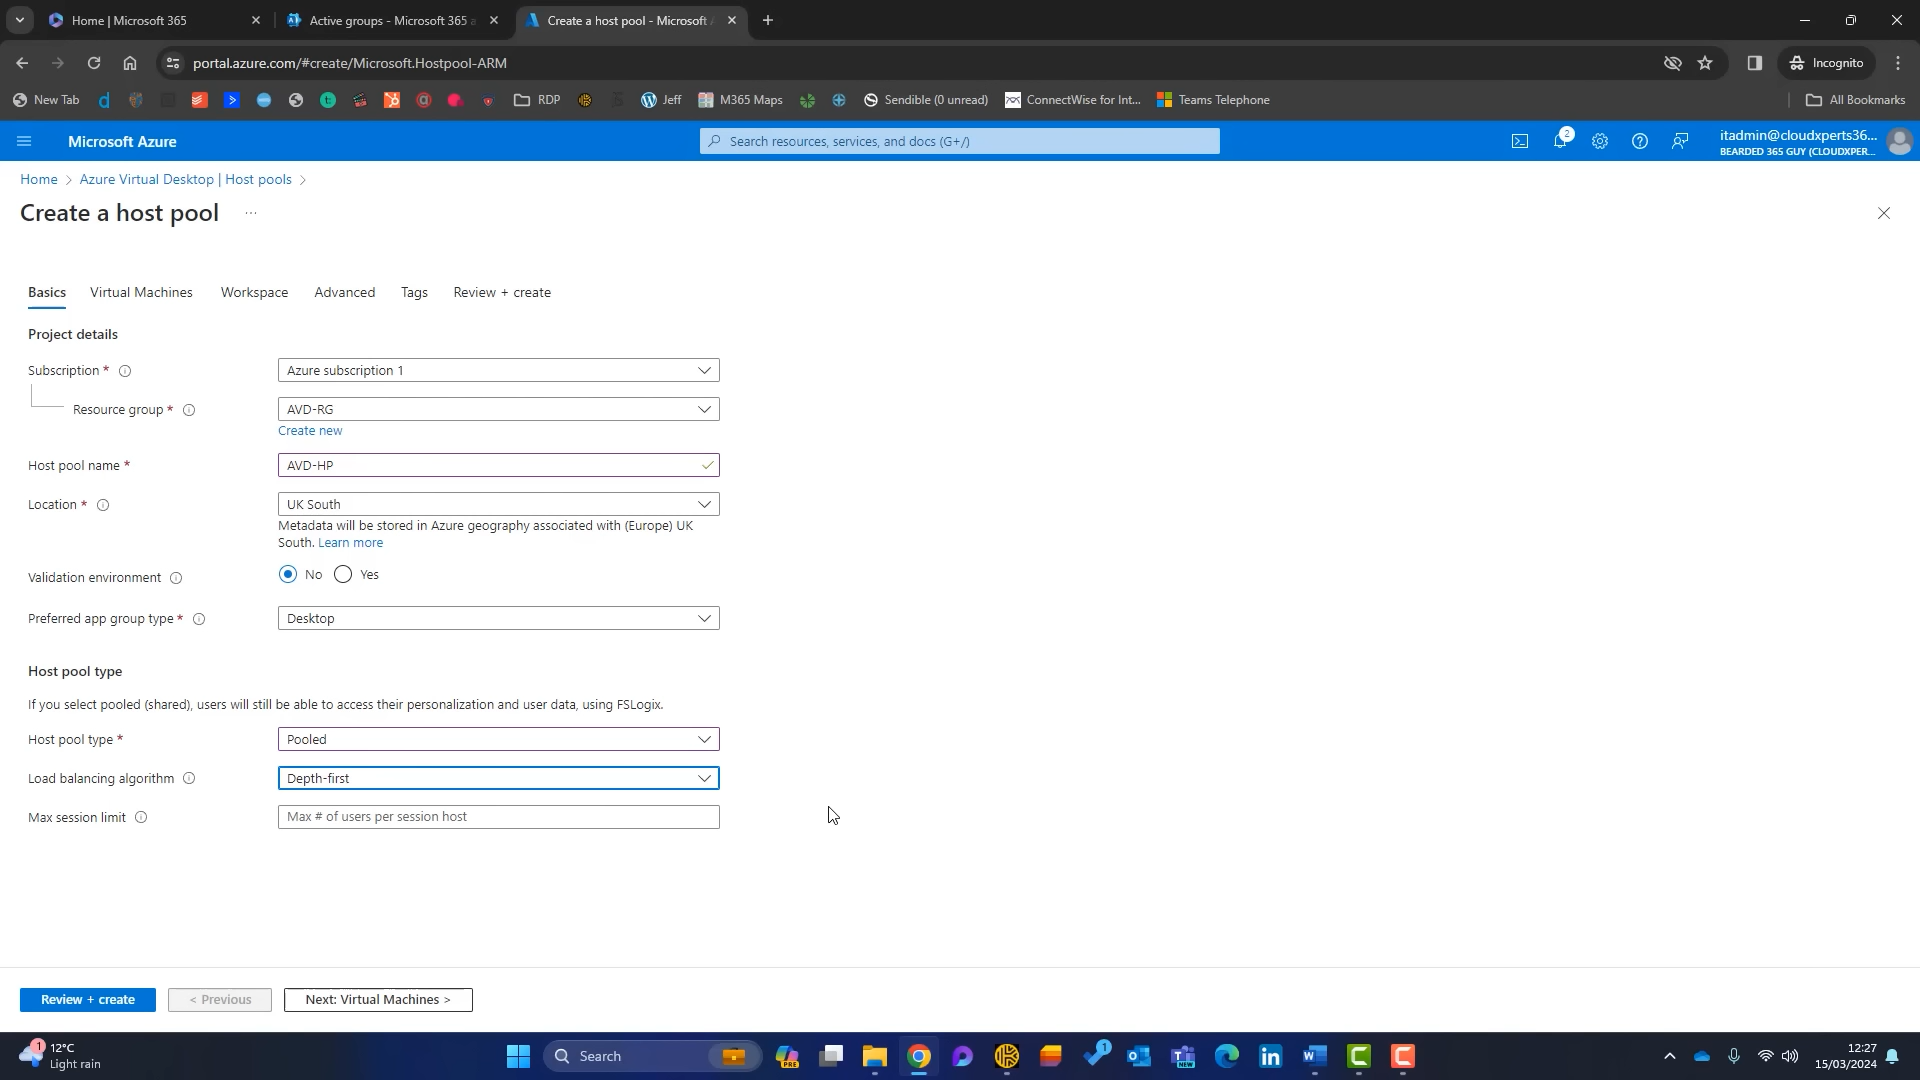 Home | Microsoft 365
Active groups - Microsoft 365 a
Create a host pool - Microsoft A
portal.azure.com/#create/Microsoft.Hostpool-ARM
Incognito
New Tab
RDP
Jeff
M365 Maps
Sendible (0 unread)
ConnectWise for Int...
Teams Telephone
All Bookmarks
Microsoft Azure
Search resources, services, and docs (G+/)
2
itadmin@cloudxperts36...
BEARDED 365 GUY (CLOUDXPER...
Home > Azure Virtual Desktop | Host pools >
Create a host pool ...
Basics
Virtual Machines
Workspace
Advanced
Tags
Review + create
Project details
Subscription *
Azure subscription 1
Resource group *
AVD-RG
Create new
Host pool name *
AVD-HP
Location *
UK South
Metadata will be stored in Azure geography associated with (Europe) UK
South. Learn more
Validation environment
No
Yes
Preferred app group type *
Desktop
Host pool type
If you select pooled (shared), users will still be able to access their personalization and user data, using FSLogix.
Host pool type *
Pooled
Load balancing algorithm
Depth-first
Max session limit
Max # of users per session host
Review + create
< Previous
Next: Virtual Machines >
1
12°C
Light rain
Search
PRE
1
NEW
12:27
15/03/2024